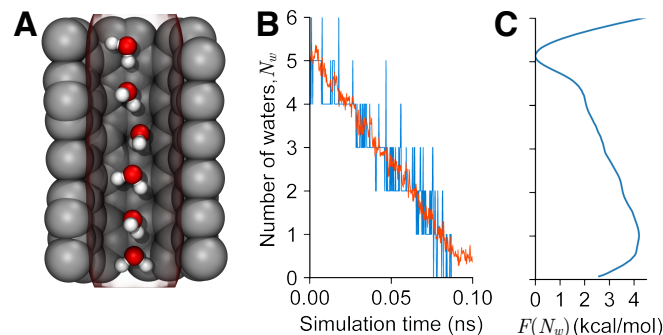 A
B
C
Number of waters, N_w
6
5
4
3
2
1
0
0.00
0.05
0.10
Simulation time (ns)
0
1
2
3
4
F(N_w)(kcal/mol)